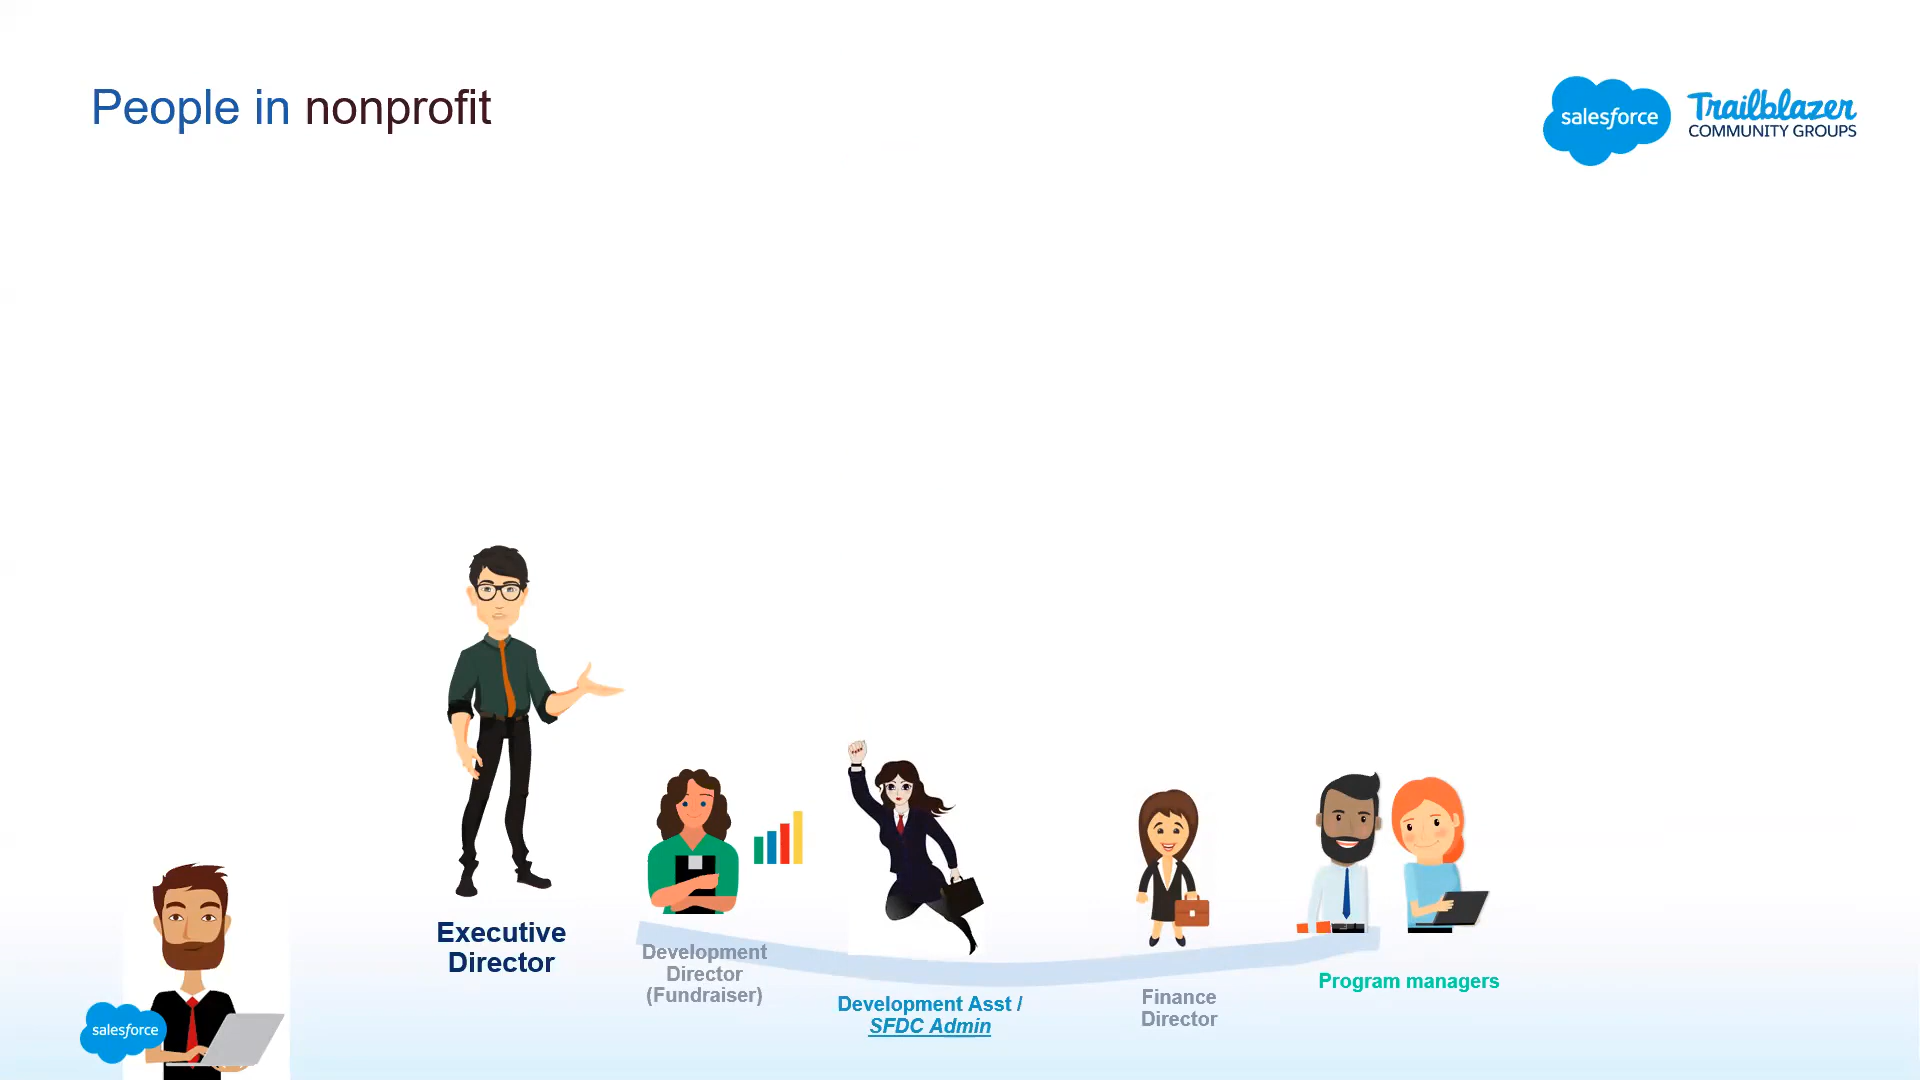 People in nonprofit
salesforce
Trailblazer
COMMUNITY GROUPS
Executive
Director
Development
Director
(Fundraiser)
Development Asst /
SFDC Admin
Finance
Director
Program managers
salesforce